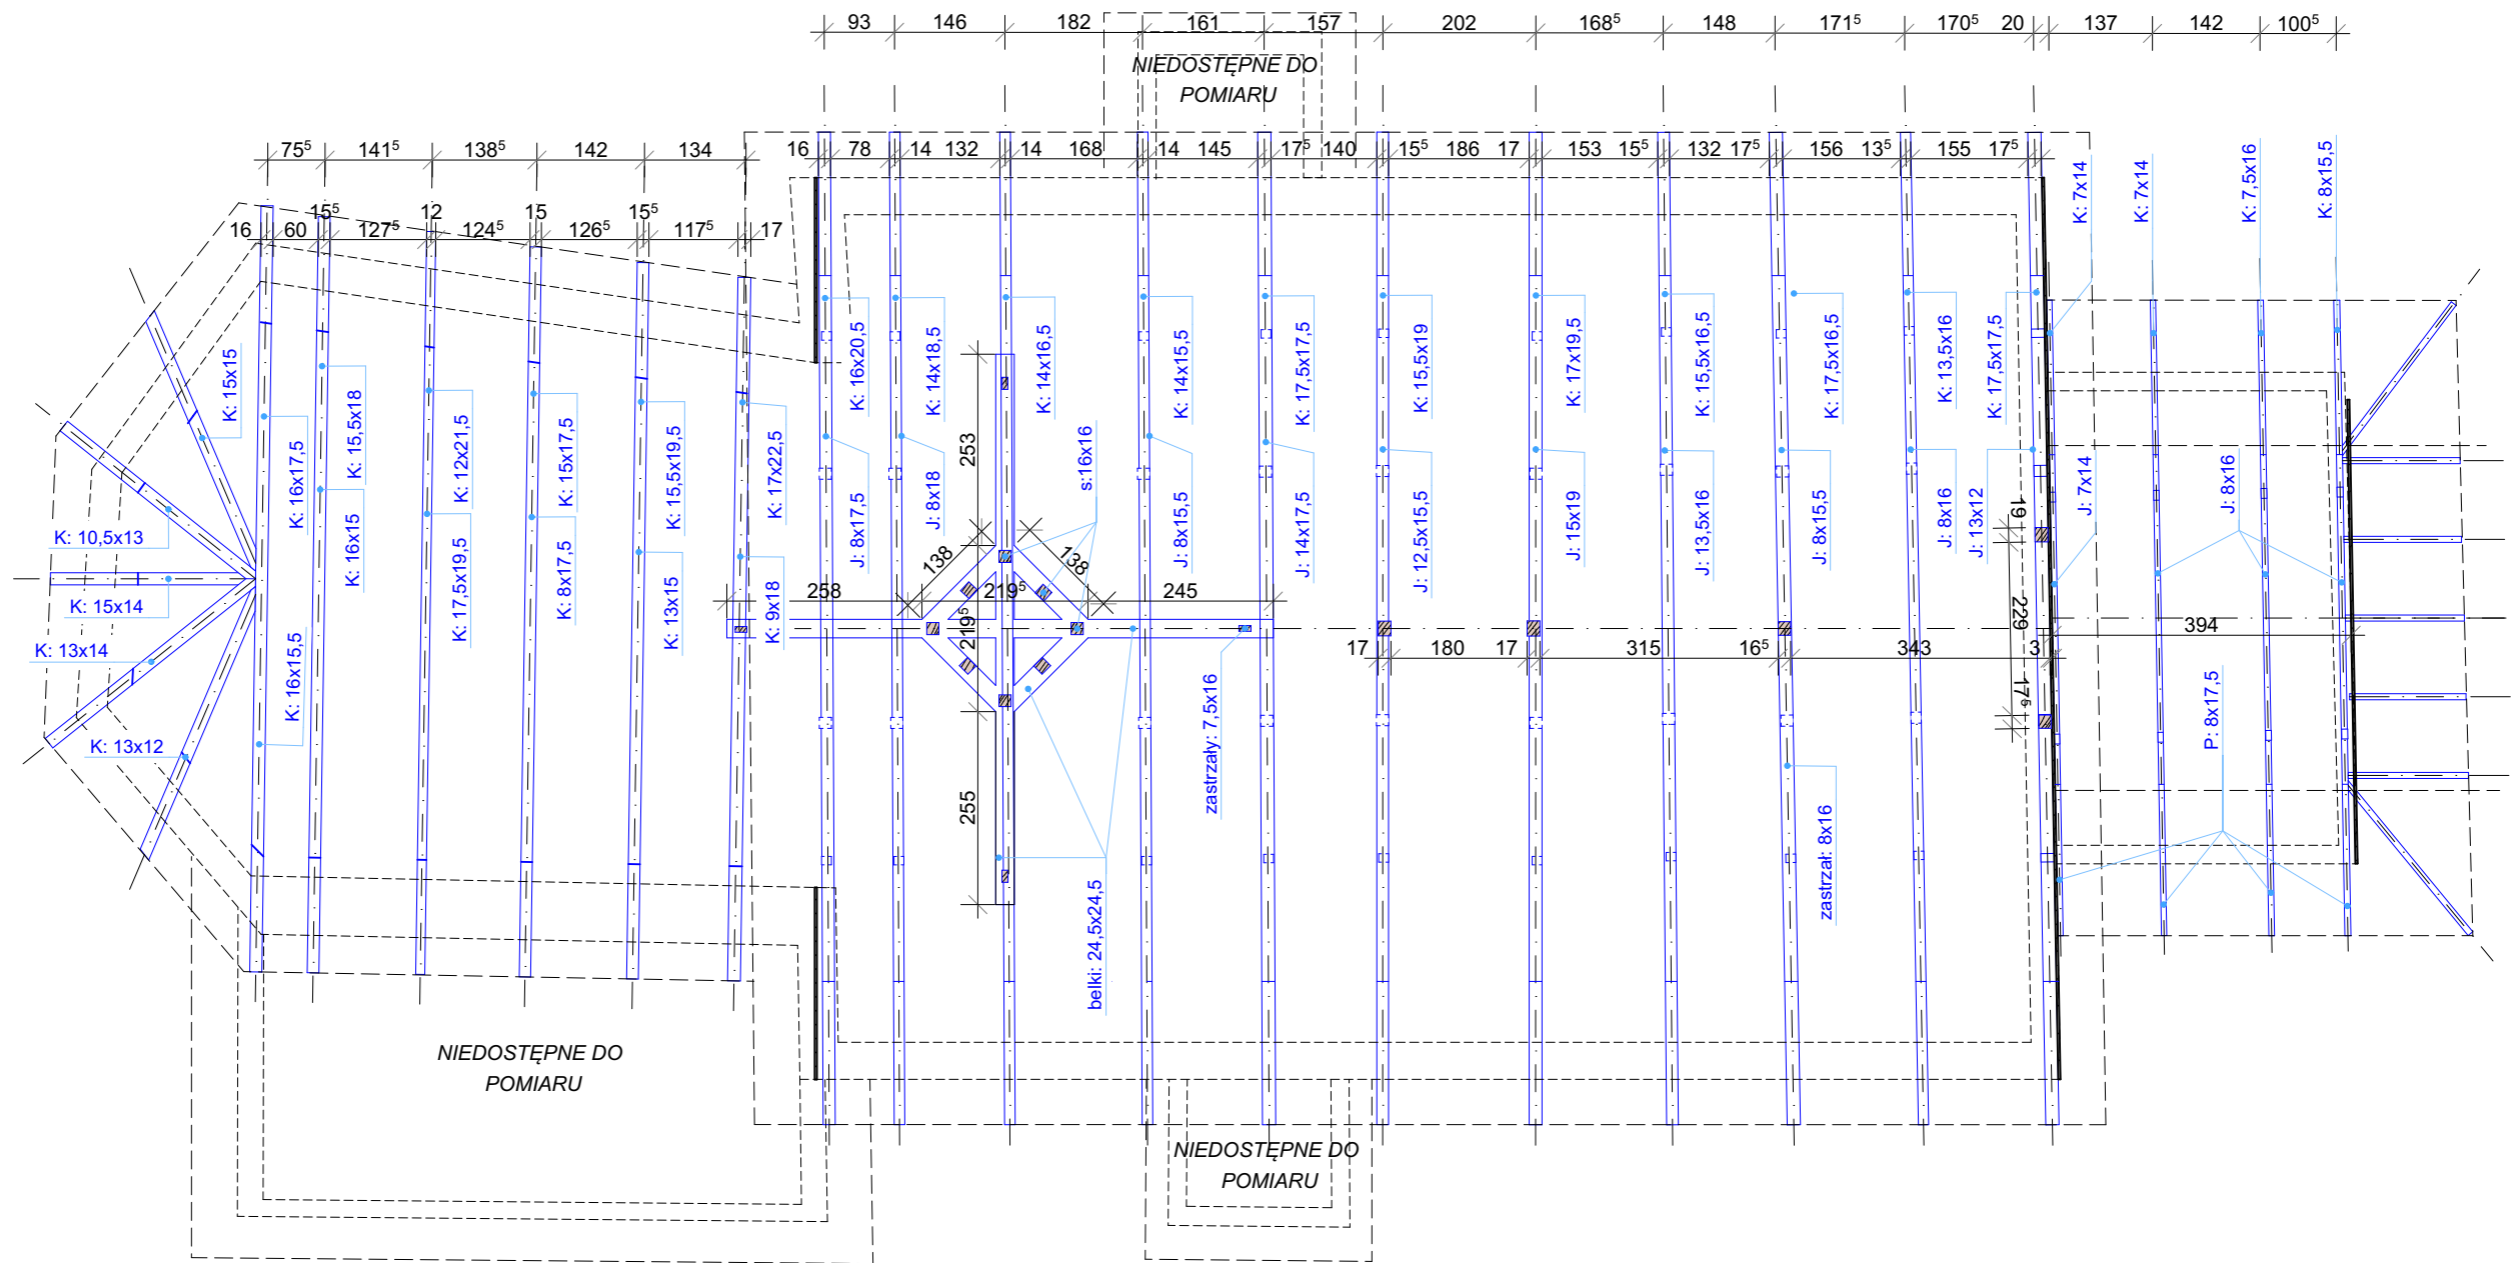 93 146 182 161 157 202 168⁵ 148 171⁵ 170⁵ 20 137 142 100⁵
NIEDOSTĘPNE DO
POMIARU
75⁵ 141⁵ 138⁵ 142 134
16 78 14 132 14 168 14 145 17⁵ 140 15⁵ 186 17 153 15⁵ 132 17⁵ 156 13⁵ 155 17⁵
15⁵ 12 15 15⁵
16 60 127⁵ 124⁵ 126⁵ 117⁵ 17
K: 7x14
K: 7x14
K: 7,5x16
K: 8x15,5
K: 15x15
K: 16x17,5
K: 15,5x18
K: 12x21,5
K: 15x17,5
K: 15,5x19,5
K: 17x22,5
K: 16x20,5
K: 14x18,5
K: 14x16,5
K: 14x15,5
K: 17,5x17,5
K: 15,5x19
K: 17x19,5
K: 15,5x16,5
K: 17,5x16,5
K: 13,5x16
K: 17,5x17,5
253
s:16x16
K: 16x15
K: 17,5x19,5
K: 8x17,5
K: 13x15
K: 9x18
J: 8x17,5
J: 8x18
J: 8x15,5
J: 14x17,5
J: 12,5x15,5
J: 15x19
J: 13,5x16
J: 8x15,5
J: 8x16
J: 13x12
J: 7x14
J: 8x16
K: 10,5x13
138
138
19
K: 15x14
258 219⁵ 245
229
394
K: 13x14
219⁵
17 180 17 315 16⁵ 343 3
K: 16x15,5
17⁵
K: 13x12
zastrzały: 7,5x16
P: 8x17,5
255
zastrzał: 8x16
belki: 24,5x24,5
NIEDOSTĘPNE DO
POMIARU
NIEDOSTĘPNE DO
POMIARU